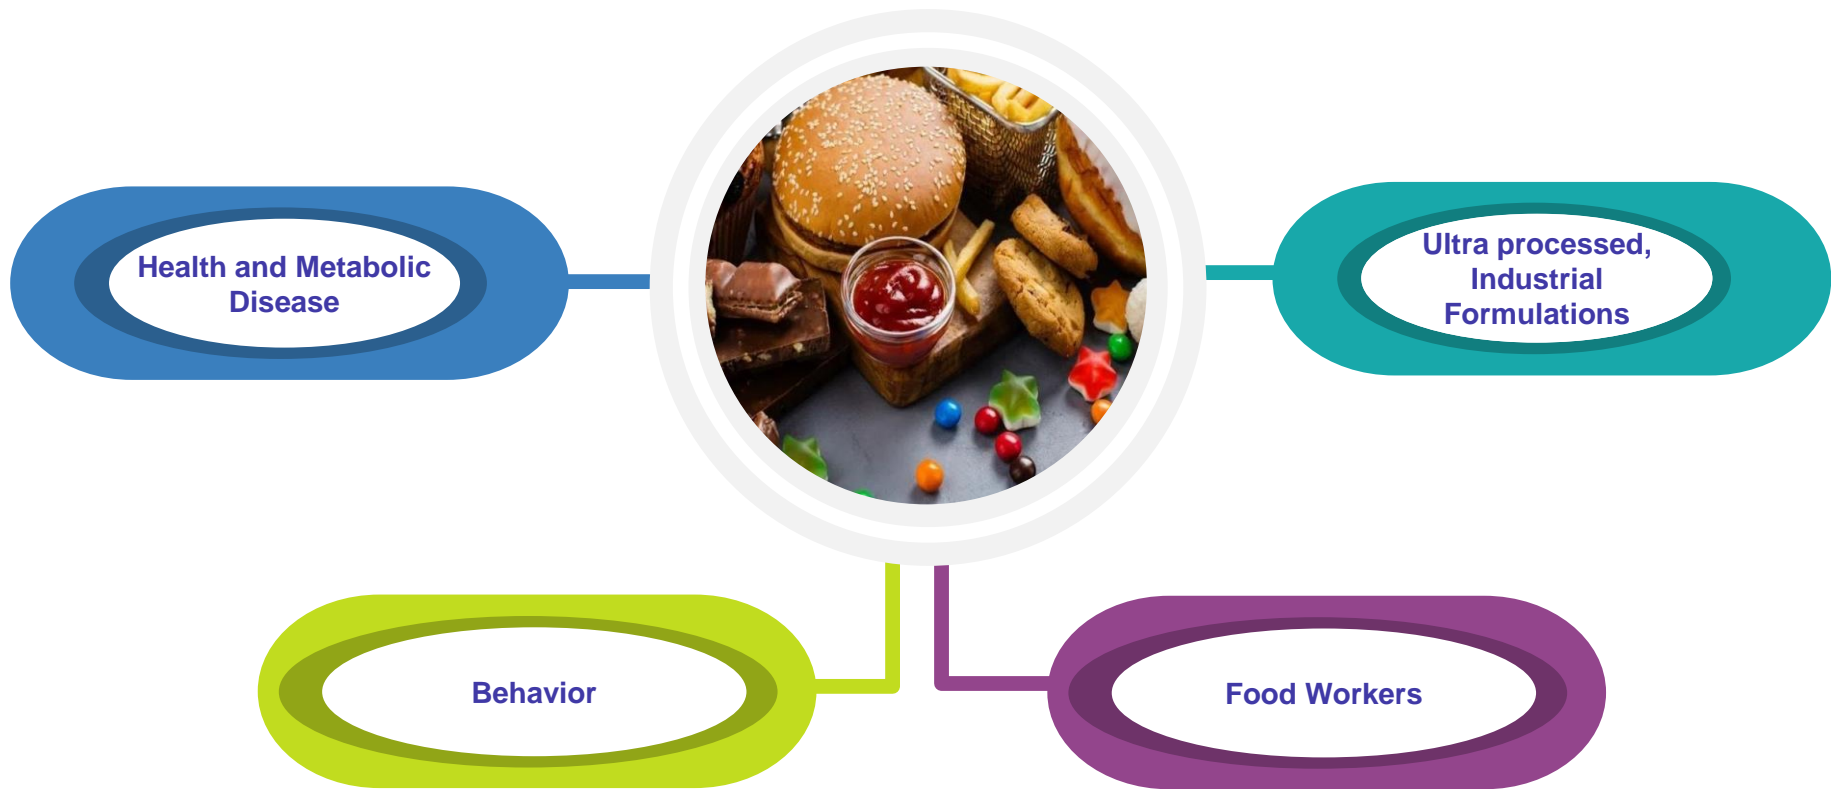 Health and Metabolic
Disease
Ultra processed,
Industrial
Formulations
Behavior
Food Workers